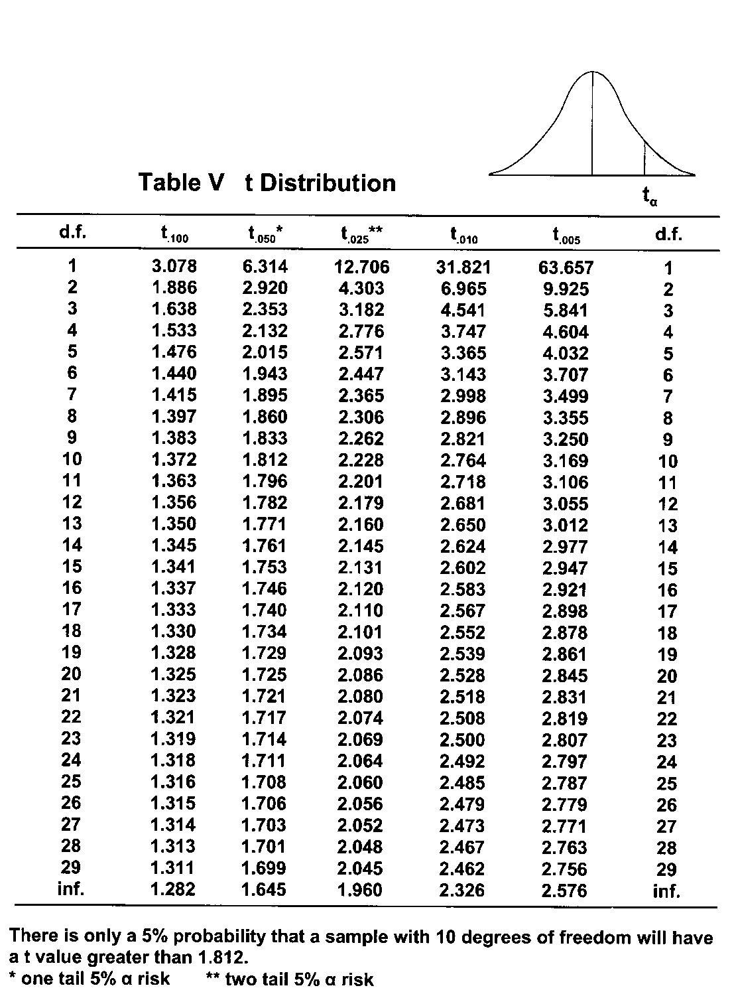 Table V t Distribution
tα
d.f. t.100 t.050* t.025** t.010 t.005 d.f.
1 3.078 6.314 12.706 31.821 63.657 1
2 1.886 2.920 4.303 6.965 9.925 2
3 1.638 2.353 3.182 4.541 5.841 3
4 1.533 2.132 2.776 3.747 4.604 4
5 1.476 2.015 2.571 3.365 4.032 5
6 1.440 1.943 2.447 3.143 3.707 6
7 1.415 1.895 2.365 2.998 3.499 7
8 1.397 1.860 2.306 2.896 3.355 8
9 1.383 1.833 2.262 2.821 3.250 9
10 1.372 1.812 2.228 2.764 3.169 10
11 1.363 1.796 2.201 2.718 3.106 11
12 1.356 1.782 2.179 2.681 3.055 12
13 1.350 1.771 2.160 2.650 3.012 13
14 1.345 1.761 2.145 2.624 2.977 14
15 1.341 1.753 2.131 2.602 2.947 15
16 1.337 1.746 2.120 2.583 2.921 16
17 1.333 1.740 2.110 2.567 2.898 17
18 1.330 1.734 2.101 2.552 2.878 18
19 1.328 1.729 2.093 2.539 2.861 19
20 1.325 1.725 2.086 2.528 2.845 20
21 1.323 1.721 2.080 2.518 2.831 21
22 1.321 1.717 2.074 2.508 2.819 22
23 1.319 1.714 2.069 2.500 2.807 23
24 1.318 1.711 2.064 2.492 2.797 24
25 1.316 1.708 2.060 2.485 2.787 25
26 1.315 1.706 2.056 2.479 2.779 26
27 1.314 1.703 2.052 2.473 2.771 27
28 1.313 1.701 2.048 2.467 2.763 28
29 1.311 1.699 2.045 2.462 2.756 29
inf. 1.282 1.645 1.960 2.326 2.576 inf.
There is only a 5% probability that a sample with 10 degrees of freedom will have
a t value greater than 1.812.
* one tail 5% α risk ** two tail 5% α risk